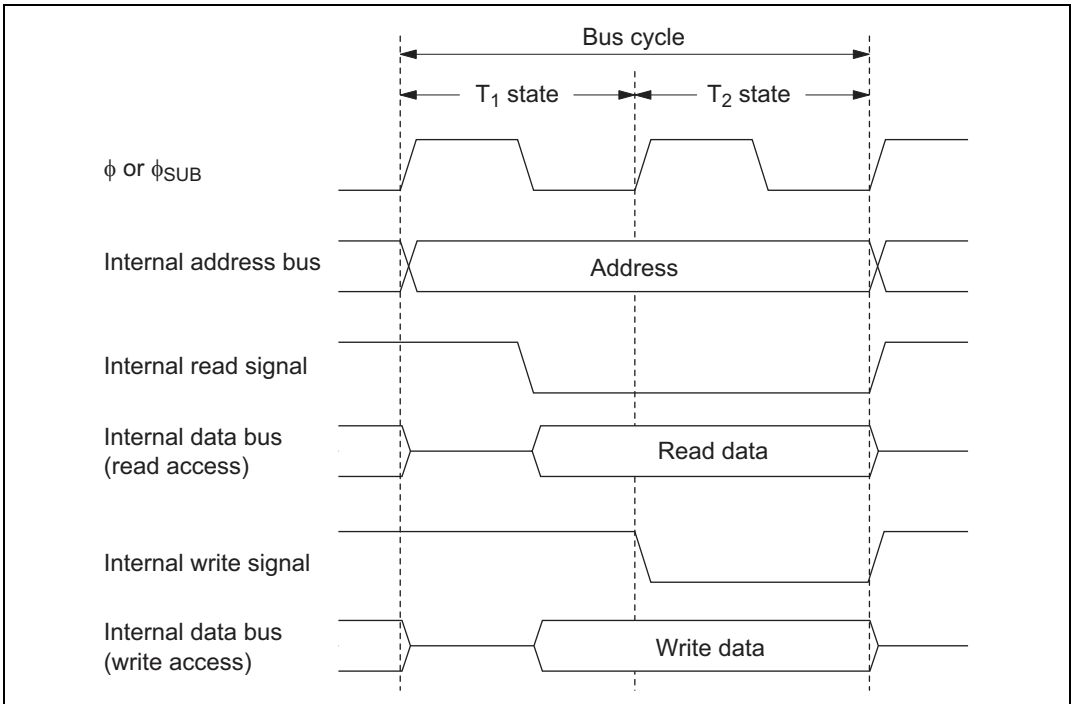 Bus cycle
T₁ state
T₂ state
ϕ or ϕSUB
Internal address bus
Address
Internal read signal
Internal data bus
(read access)
Read data
Internal write signal
Internal data bus
(write access)
Write data